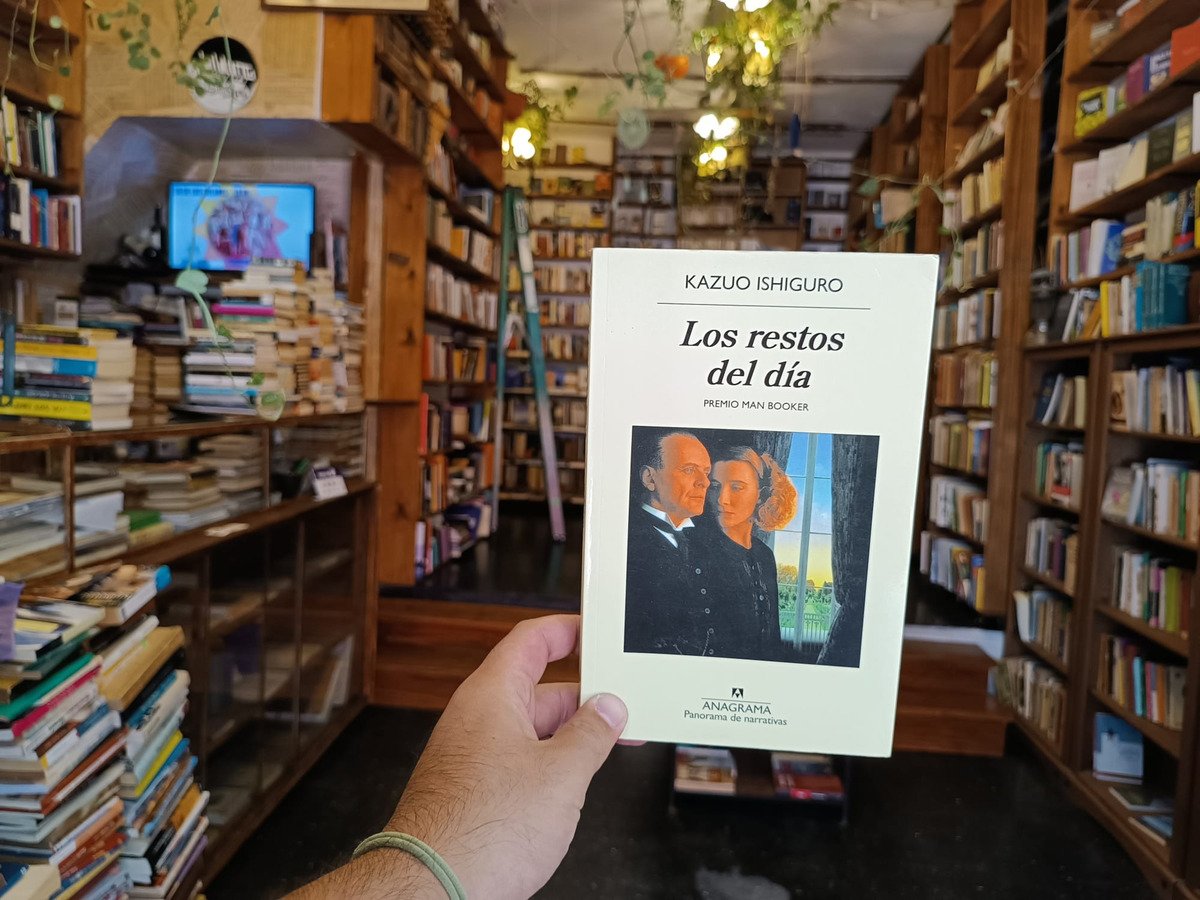 KAZUO ISHIGURO
Los restos
del día
PREMIO MAN BOOKER
ANAGRAMA
Panorama de narrativas